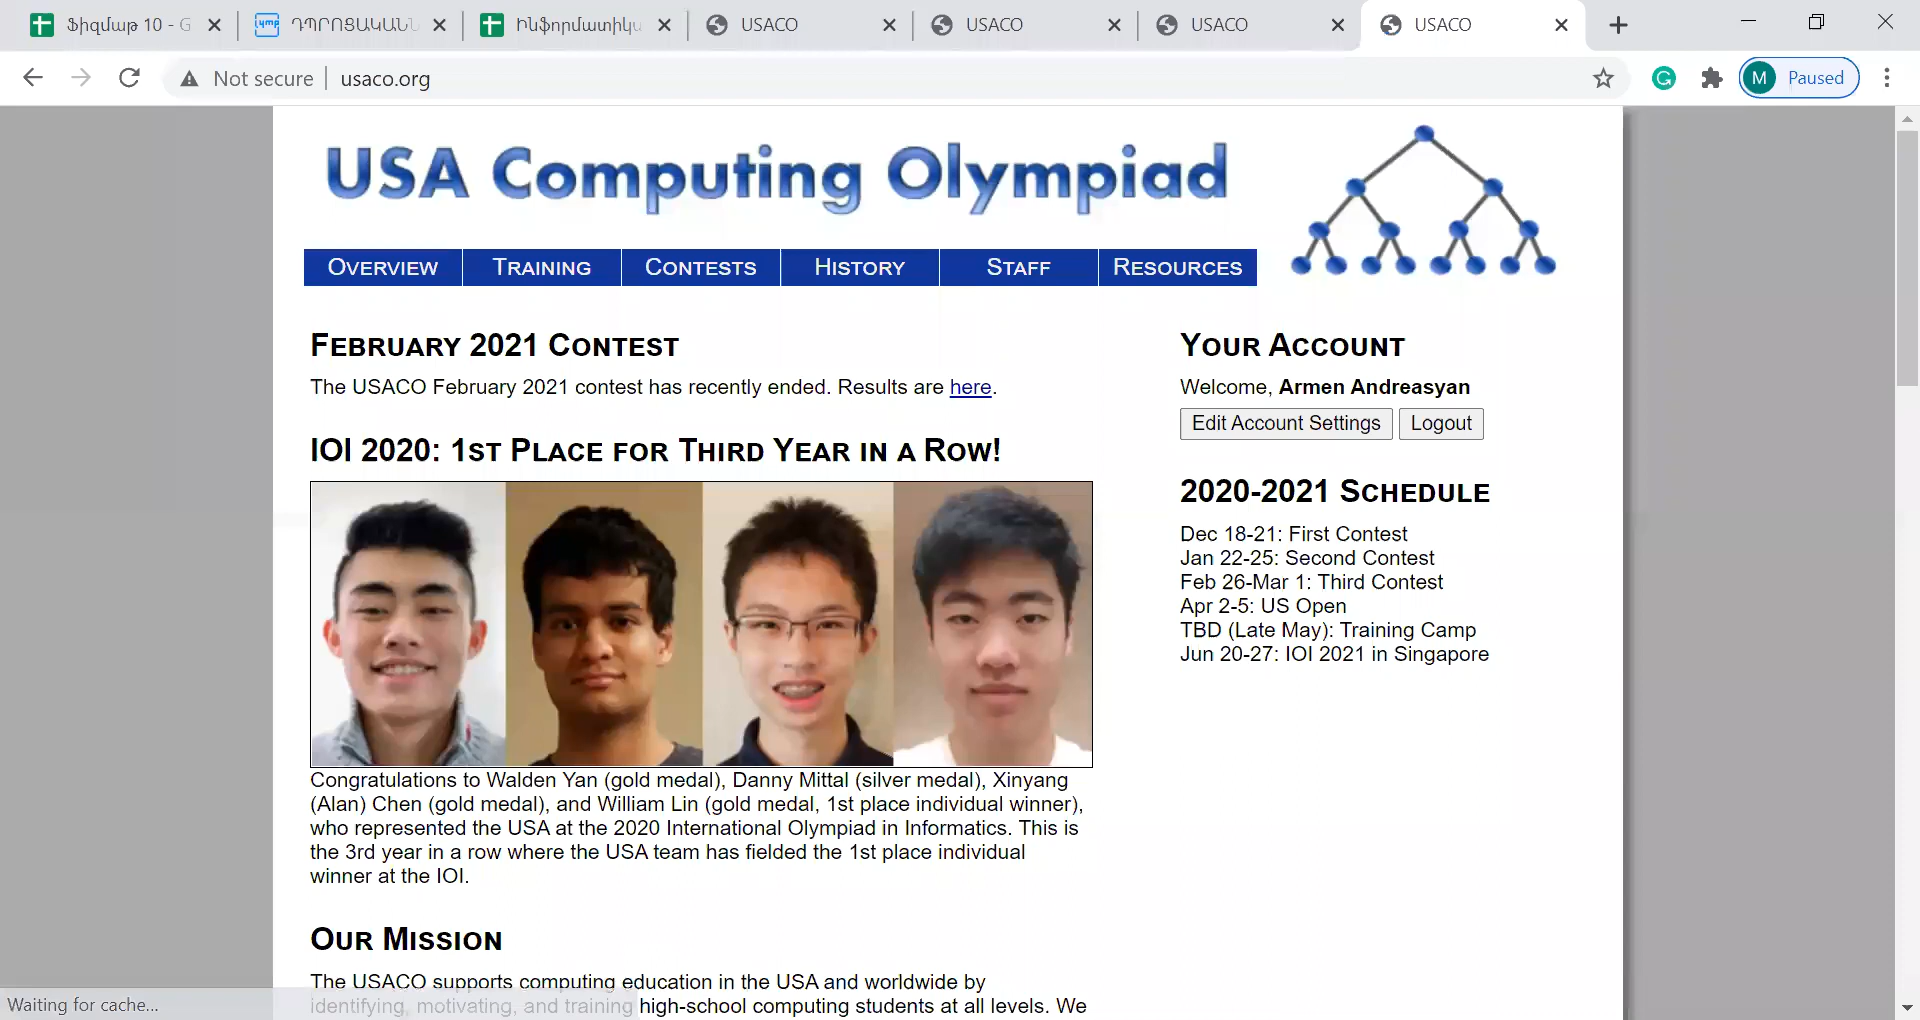 Ֆիզմաթ 10 - G
ԴՊՐՈՑԱԿԱՆՆ
Ինֆորմատիկա
USACO
USACO
USACO
USACO
Not secure
usaco.org
M
Paused
USA Computing Olympiad
OVERVIEW
TRAINING
CONTESTS
HISTORY
STAFF
RESOURCES
FEBRUARY 2021 CONTEST
The USACO February 2021 contest has recently ended. Results are here.
IOI 2020: 1ST PLACE FOR THIRD YEAR IN A ROW!
Congratulations to Walden Yan (gold medal), Danny Mittal (silver medal), Xinyang
(Alan) Chen (gold medal), and William Lin (gold medal, 1st place individual winner),
who represented the USA at the 2020 International Olympiad in Informatics. This is
the 3rd year in a row where the USA team has fielded the 1st place individual
winner at the IOI.
OUR MISSION
The USACO supports computing education in the USA and worldwide by
identifying, motivating, and training high-school computing students at all levels. We
YOUR ACCOUNT
Welcome, Armen Andreasyan
Edit Account Settings
Logout
2020-2021 SCHEDULE
Dec 18-21: First Contest
Jan 22-25: Second Contest
Feb 26-Mar 1: Third Contest
Apr 2-5: US Open
TBD (Late May): Training Camp
Jun 20-27: IOI 2021 in Singapore
Waiting for cache...